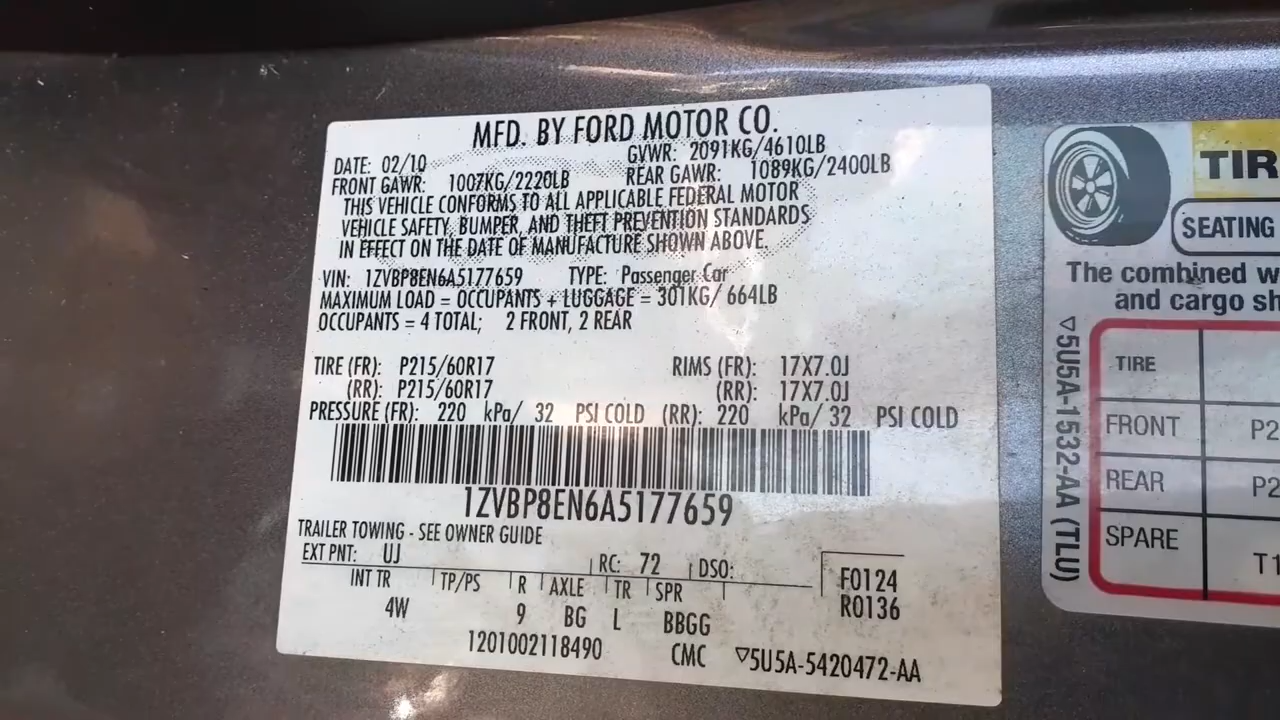 MFD. BY FORD MOTOR CO.
DATE: 02/10 GVWR: 2091KG/4610LB
FRONT GAWR: 1007KG/2220LB REAR GAWR: 1089KG/2400LB
THIS VEHICLE CONFORMS TO ALL APPLICABLE FEDERAL MOTOR
VEHICLE SAFETY, BUMPER, AND THEFT PREVENTION STANDARDS
IN EFFECT ON THE DATE OF MANUFACTURE SHOWN ABOVE.
VIN: 1ZVBP8EN6A5177659 TYPE: Passenger Car
MAXIMUM LOAD = OCCUPANTS + LUGGAGE = 301KG/ 664LB
OCCUPANTS = 4 TOTAL; 2 FRONT, 2 REAR
TIRE (FR): P215/60R17 RIMS (FR): 17X7.0J
(RR): P215/60R17 (RR): 17X7.0J
PRESSURE (FR): 220 kPa/ 32 PSI COLD (RR): 220 kPa/ 32 PSI COLD
1ZVBP8EN6A5177659
TRAILER TOWING - SEE OWNER GUIDE
EXT PNT: UJ RC: 72 DSO:
INT TR TP/PS R AXLE TR SPR F0124
4W 9 BG L BBGG R0136
1201002118490 CMC ▽5U5A-5420472-AA
TIR
SEATING
The combined w
and cargo sh
▽5U5A-1532-AA (TLU)
TIRE
FRONT P2
REAR P2
SPARE T1